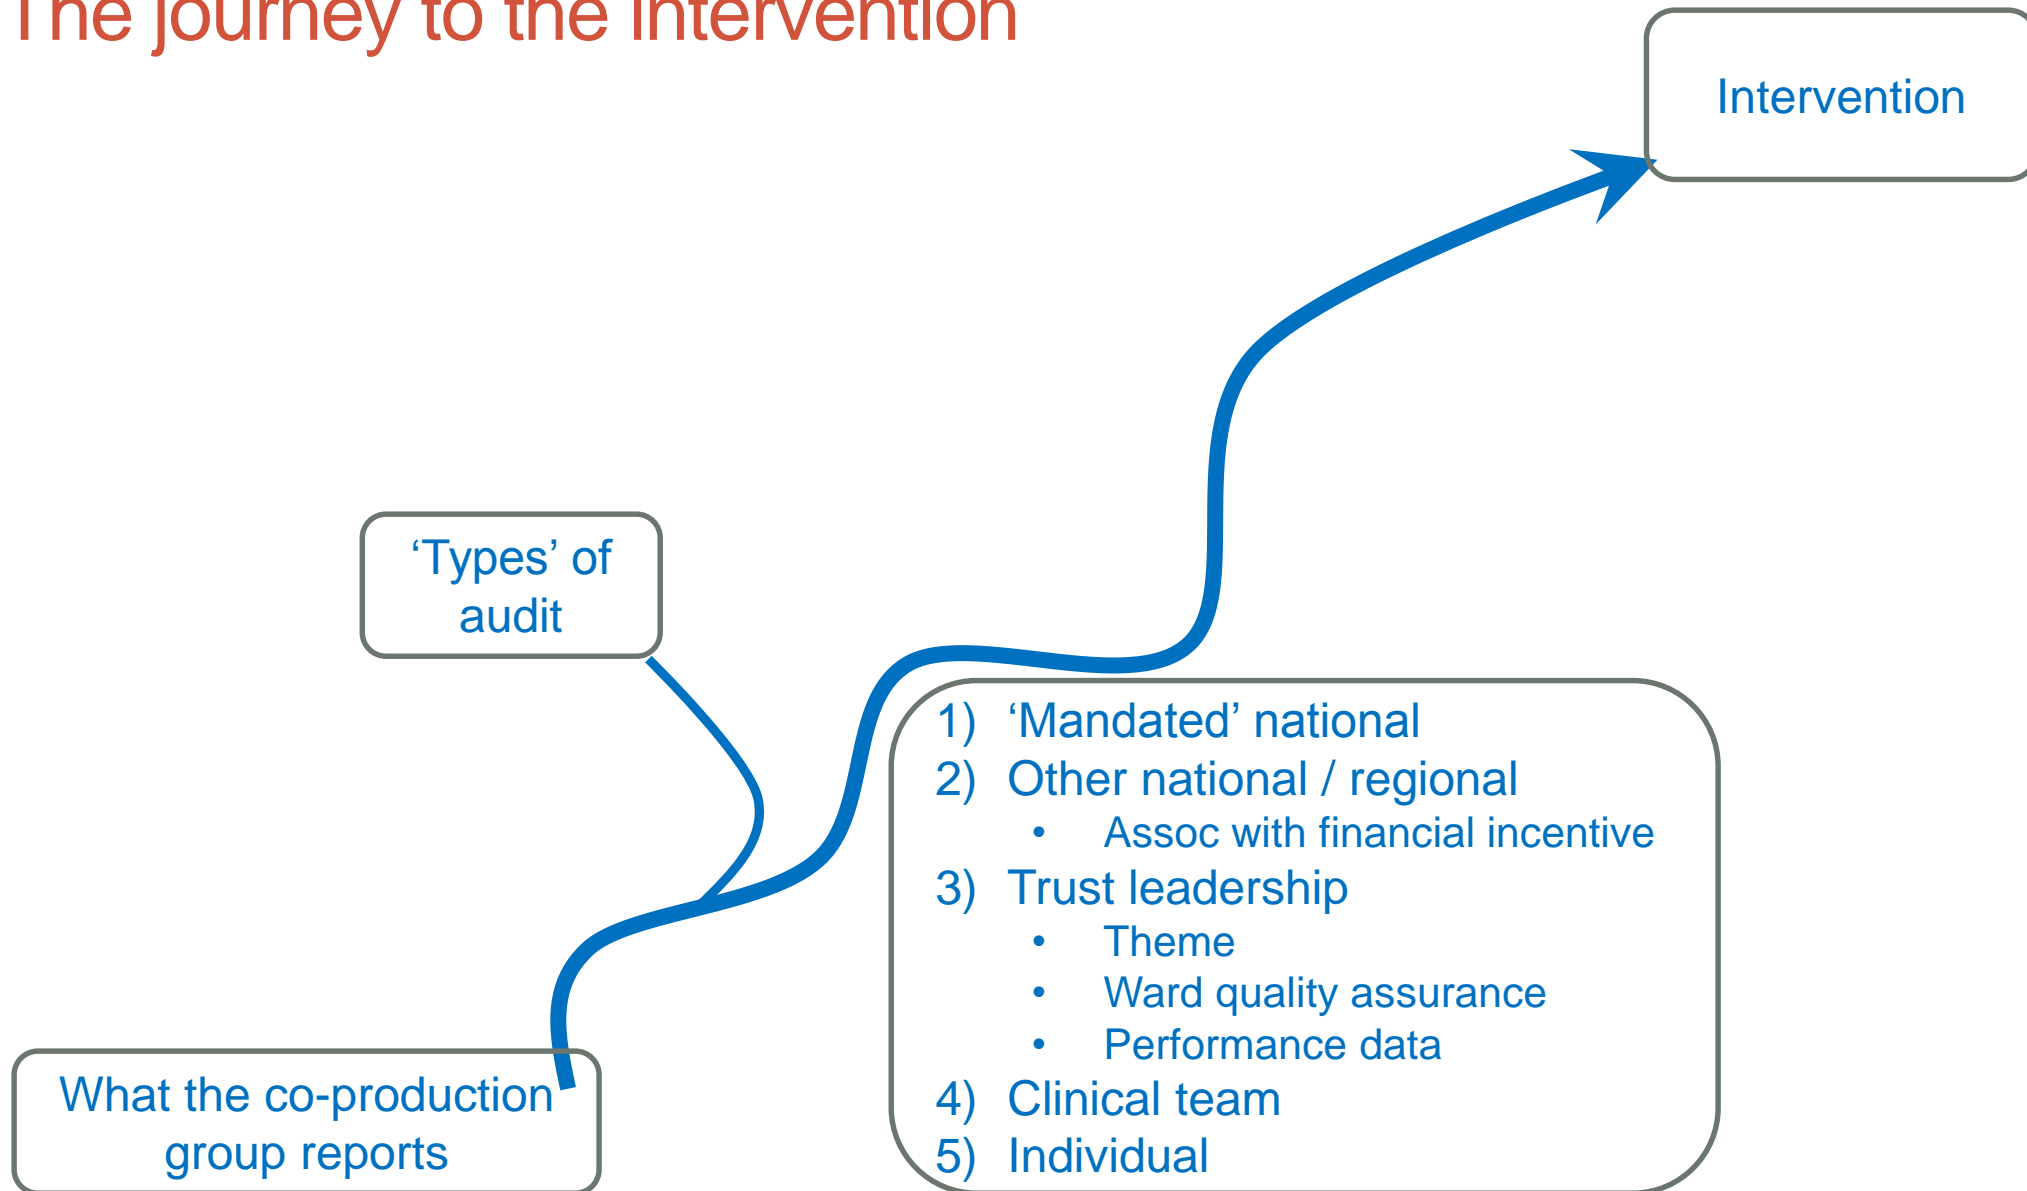 The journey to the intervention
Intervention
‘Types’ of
audit
1) ‘Mandated’ national
2) Other national / regional
• Assoc with financial incentive
3) Trust leadership
• Theme
• Ward quality assurance
• Performance data
4) Clinical team
5) Individual
What the co-production
group reports